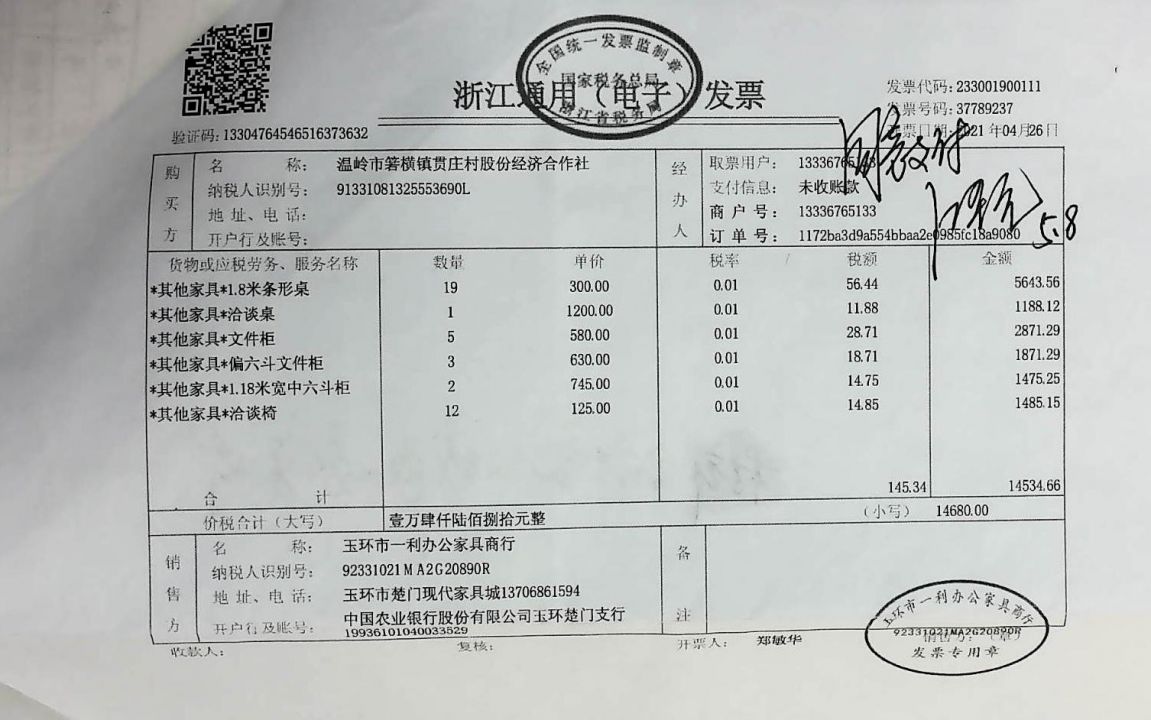 全国统一发票监制章
国家税务总局
浙江省税务局
浙江通用（电子）发票
发票代码: 233001900111
发票号码: 37789237
发票日期: 2021 年04月26日
验证码: 13304764546516373632
同意支付
5.8
购买方
名 称: 温岭市箬横镇贯庄村股份经济合作社
纳税人识别号: 91331081325553690L
地 址、电 话:
开户行及账号:
经办人
取票用户: 13336765133
支付信息: 未收账款
商 户 号: 13336765133
订 单 号: 1172ba3d9a554bbaa2e0985fc18a9080
货物或应税劳务、服务名称 数量 单价 税率 税额 金额
*其他家具*1.8米条形桌 19 300.00 0.01 56.44 5643.56
*其他家具*洽谈桌 1 1200.00 0.01 11.88 1188.12
*其他家具*文件柜 5 580.00 0.01 28.71 2871.29
*其他家具*偏六斗文件柜 3 630.00 0.01 18.71 1871.29
*其他家具*1.18米宽中六斗柜 2 745.00 0.01 14.75 1475.25
*其他家具*洽谈椅 12 125.00 0.01 14.85 1485.15
合 计 145.34 14534.66
价税合计（大写） 壹万肆仟陆佰捌拾元整 （小写） 14680.00
销售方
名 称: 玉环市一利办公家具商行
纳税人识别号: 92331021MA2G20890R
地 址、电 话: 玉环市楚门现代家具城13706861594
开户行及账号: 中国农业银行股份有限公司玉环楚门支行
19936101040033529
备注
收款人: 复核: 开票人: 郑敏华 销售方:（章）
玉环市一利办公家具商行
92331021MA2G20890R
发票专用章